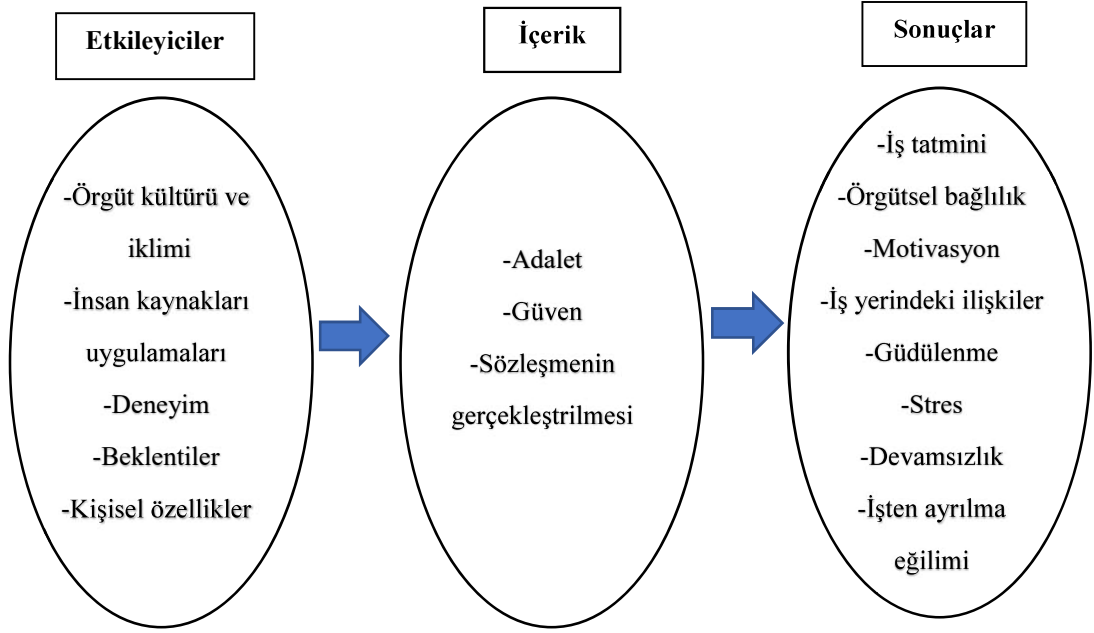 Etkileyiciler
-Örgüt kültürü ve
iklimi
-İnsan kaynakları
uygulamaları
-Deneyim
-Beklentiler
-Kişisel özellikler
İçerik
-Adalet
-Güven
-Sözleşmenin
gerçekleştrilmesi
Sonuçlar
-İş tatmini
-Örgütsel bağlılık
-Motivasyon
-İş yerindeki ilişkiler
-Güdülenme
-Stres
-Devamsızlık
-İşten ayrılma
eğilimi